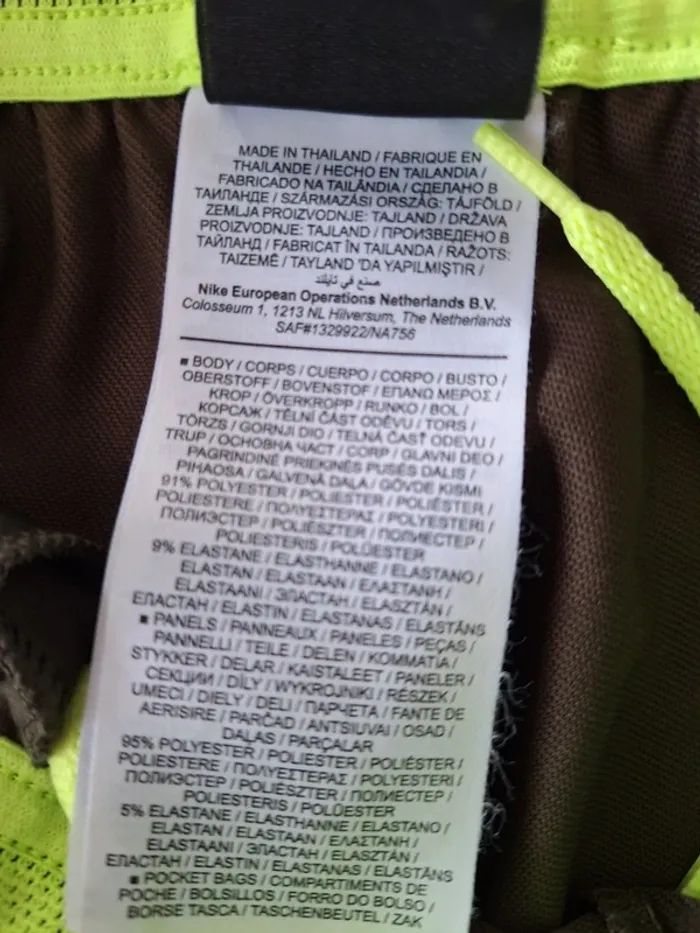 MADE IN THAILAND / FABRIQUE EN
THAILANDE / HECHO EN TAILANDIA /
FABRICADO NA TAILÂNDIA / СДЕЛАНО В
ТАИЛАНДЕ / SZÁRMAZÁSI ORSZÁG: TÁJFÖLD /
ZEMLJA PROIZVODNJE: TAJLAND / DRŽAVA
PROIZVODNJE: TAJLAND / ПРОИЗВЕДЕНО В
ТАЙЛАНД / FABRICAT ÎN TAILANDA / RAŽOTS:
TAIZEMĒ / TAYLAND 'DA YAPILMIŞTIR /
صنع في تايلند
Nike European Operations Netherlands B.V.
Colosseum 1, 1213 NL Hilversum, The Netherlands
SAF#1329922/NA756
■ BODY / CORPS / CUERPO / CORPO / BUSTO /
OBERSTOFF / BOVENSTOF / ΕΠΑΝΩ ΜΕΡΟΣ /
KROP / ÖVERKROPP / RUNKO / BOL /
КОРСАЖ / TĚLNÍ ČÁST ODĚVU / TORS /
TÖRZS / GORNJI DIO / TELNÁ ČASŤ ODEVU /
TRUP / ОСНОВНА ЧАСТ / CORP / GLAVNI DEO /
PAGRINDINĖ PRIEKINĖS PUSĖS DALIS /
PIHAOSA / GALVENĀ DAĻA / GÖVDE KISMI
91% POLYESTER / POLIESTER / POLIÉSTER /
POLIESTERE / ΠΟΛΥΕΣΤΕΡΑΣ / POLYESTERI /
ПОЛИЭСТЕР / POLIÉSZTER / ПОЛИЕСТЕР /
POLIESTERIS / POLÜESTER
9% ELASTANE / ELASTHANNE / ELASTANO /
ELASTAN / ELASTAAN / ΕΛΑΣΤΑΝΗ /
ELASTAANI / ЭЛАСТАН / ELASZTÁN /
ЕЛАСТАН / ELASTIN / ELASTANAS / ELASTĀNS
■ PANELS / PANNEAUX / PANELES / PEÇAS /
PANNELLI / TEILE / DELEN / ΚΟΜΜΑΤΙΑ /
STYKKER / DELAR / KAISTALEET / PANELER /
СЕКЦИИ / DÍLY / WYKROJNIKI / RÉSZEK /
UMECI / DIELY / DELI / ПАРЧЕТА / FANTE DE
AERISIRE / PARČAD / ANTSIUVAI / OSAD /
DALAS / PARÇALAR
95% POLYESTER / POLIESTER / POLIÉSTER /
POLIESTERE / ΠΟΛΥΕΣΤΕΡΑΣ / POLYESTERI /
ПОЛИЭСТЕР / POLIÉSZTER / ПОЛИЕСТЕР /
POLIESTERIS / POLÜESTER
5% ELASTANE / ELASTHANNE / ELASTANO /
ELASTAN / ELASTAAN / ΕΛΑΣΤΑΝΗ /
ELASTAANI / ЭЛАСТАН / ELASZTÁN /
ЕЛАСТАН / ELASTIN / ELASTANAS / ELASTĀNS
■ POCKET BAGS / COMPARTIMENTS DE
POCHE / BOLSILLOS / FORRO DO BOLSO /
BORSE TASCA / TASCHENBEUTEL / ZAK